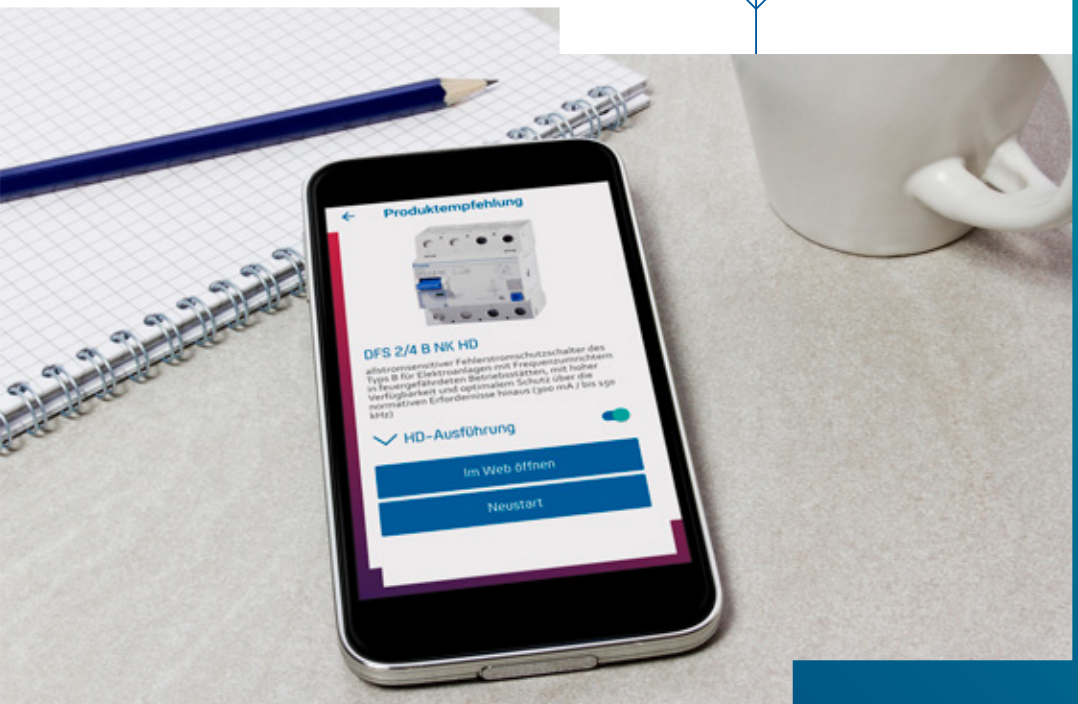 Produktempfehlung
DFS 2/4 B NK HD
allstromsensitiver Fehlerstromschutzschalter des
Typs B für Elektroanlagen mit Frequenzumrichtern
in feuergefährdeten Betriebsstätten, mit hoher
Verfügbarkeit und optimalem Schutz über die
normativen Erfordernisse hinaus (300 mA / bis 150
kHz)
HD-Ausführung
Im Web öffnen
Neustart